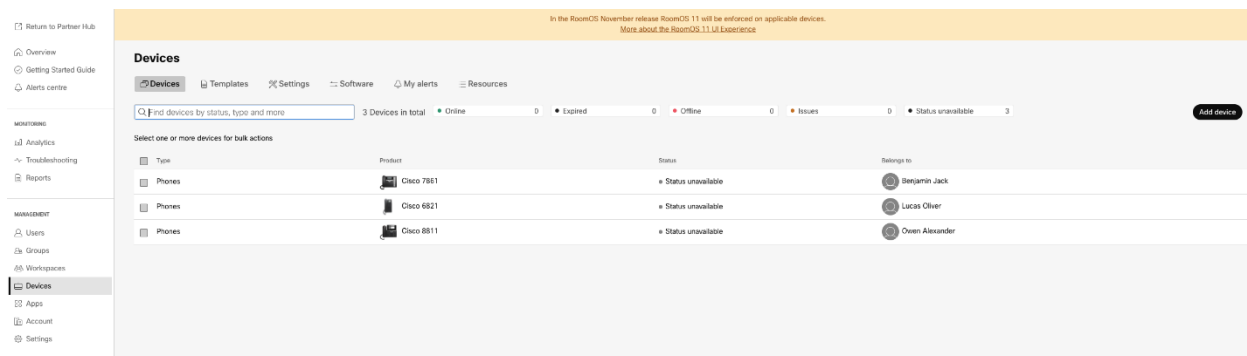 In the RoomOS November release RoomOS 11 will be enforced on applicable devices.
More about the RoomOS 11 UI Experience
Return to Partner Hub
Overview
Getting Started Guide
Alerts centre
MONITORING
Analytics
Troubleshooting
Reports
MANAGEMENT
Users
Groups
Workspaces
Devices
Apps
Account
Settings
Devices
Devices Templates Settings Software My alerts Resources
Find devices by status, type and more 3 Devices in total Online 0 Expired 0 Offline 0 Issues 0 Status unavailable 3 Add device
Select one or more devices for bulk actions
Type Product Status Belongs to
Phones Cisco 7861 Status unavailable Benjamin Jack
Phones Cisco 6821 Status unavailable Lucas Oliver
Phones Cisco 8811 Status unavailable Owen Alexander